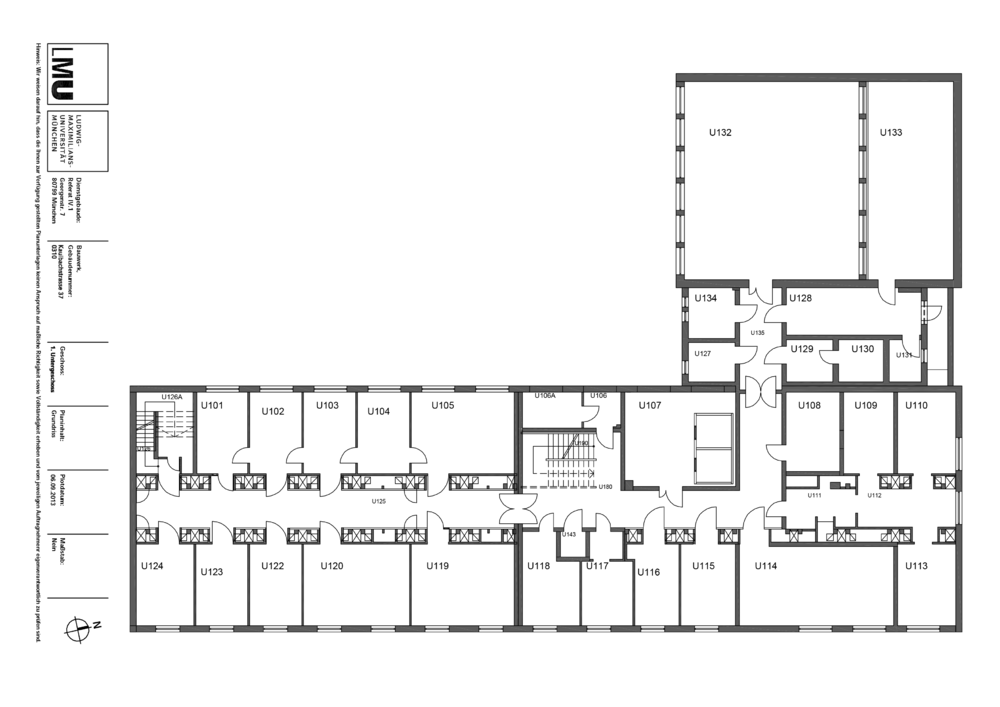 LMU
LUDWIG-
MAXIMILIANS-
UNIVERSITÄT
MÜNCHEN
Dienstgebäude:
Referat IV.1
Georgenstr. 7
80799 München
Bauwerk,
Gebäudenummer:
Kaulbachstrasse 37
0310
Geschoss:
1. Untergeschoss
Planinhalt:
Grundriss
Plotdatum:
06.09.2013
Maßstab:
Nein
Hinweis: Wir weisen darauf hin, dass die Ihnen zur Verfügung gestellten Planunterlagen keinen Anspruch auf maßliche Richtigkeit sowie Vollständigkeit erheben und vom jeweiligen Auftragnehmer eigenverantwortlich zu prüfen sind.
N
U132
U133
U134
U128
U135
U127
U129
U130
U131
U126A
U101
U102
U103
U104
U105
U106A
U106
U107
U108
U109
U110
U126
U190
U180
U125
U111
U112
U143
U124
U123
U122
U120
U119
U118
U117
U116
U115
U114
U113